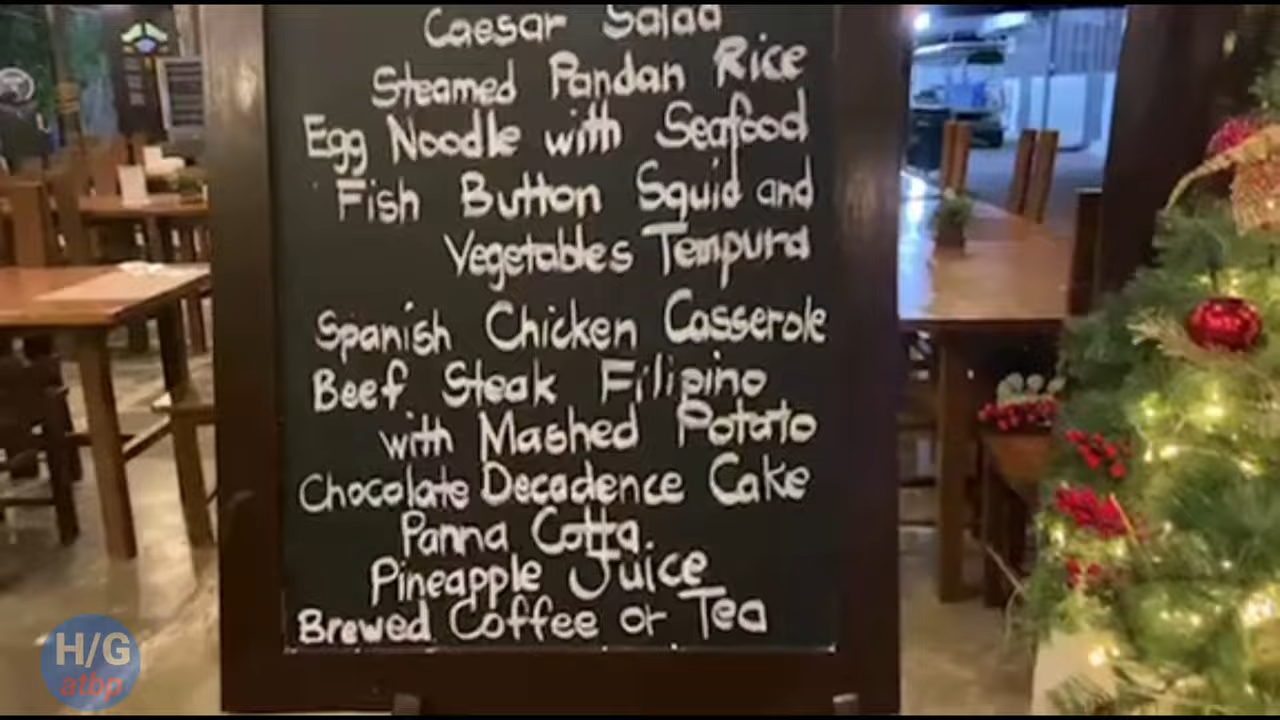 Caesar Salad
Steamed Pandan Rice
Egg Noodle with Seafood
Fish Button Squid and
Vegetables Tempura
Spanish Chicken Casserole
Beef Steak Filipino
with Mashed Potato
Chocolate Decadence Cake
Panna Cotta.
Pineapple Juice
Brewed Coffee or Tea
H/G
atbp